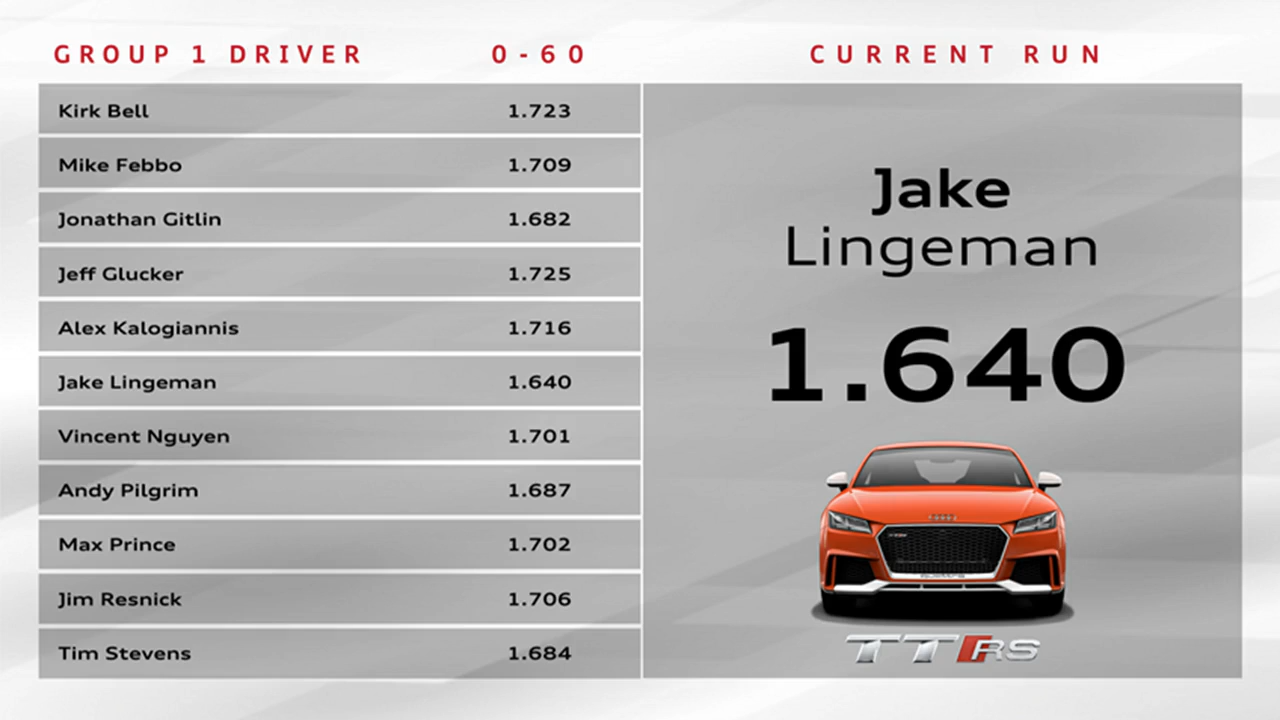 GROUP 1 DRIVER 0-60
Kirk Bell 1.723
Mike Febbo 1.709
Jonathan Gitlin 1.682
Jeff Glucker 1.725
Alex Kalogiannis 1.716
Jake Lingeman 1.640
Vincent Nguyen 1.701
Andy Pilgrim 1.687
Max Prince 1.702
Jim Resnick 1.706
Tim Stevens 1.684
CURRENT RUN
Jake
Lingeman
1.640
TT RS